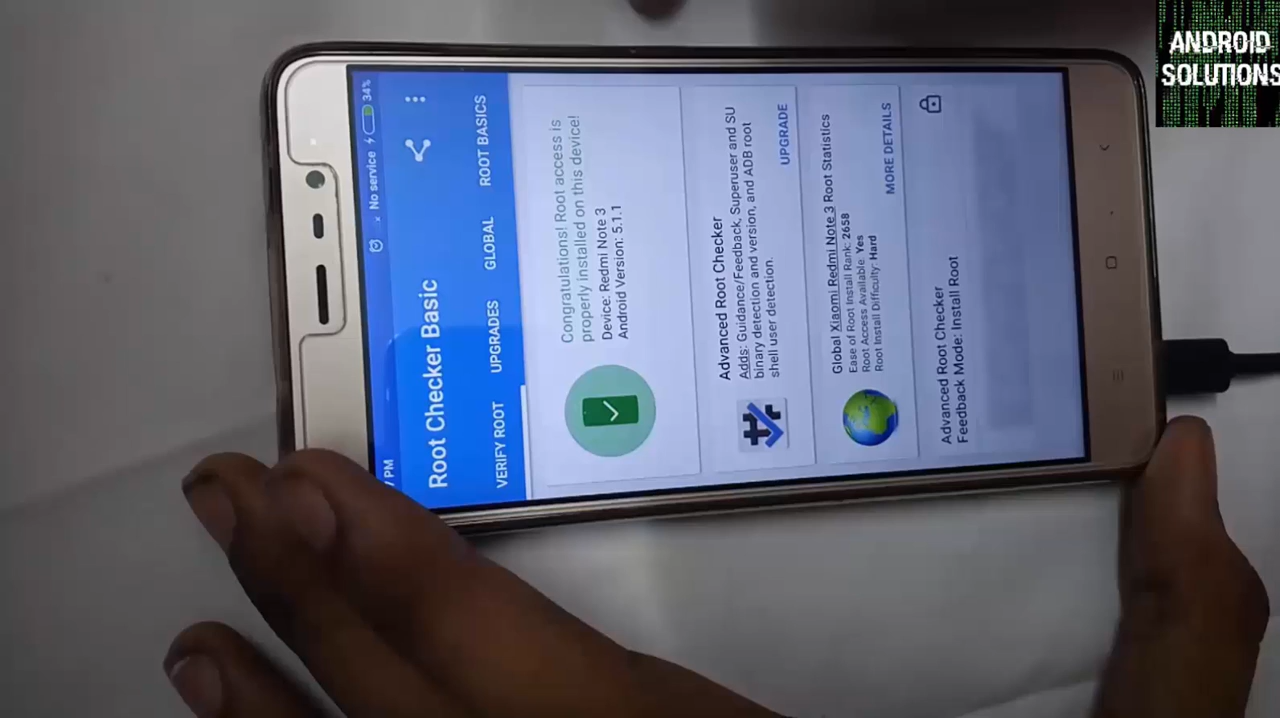 ANDROID
SOLUTIONS
No service
34%
PM
Root Checker Basic
VERIFY ROOT
UPGRADES
GLOBAL
ROOT BASICS
Congratulations! Root access is
properly installed on this device!
Device: Redmi Note 3
Android Version: 5.1.1
Advanced Root Checker
Adds: Guidance/Feedback, Superuser and SU
binary detection and version, and ADB root
shell user detection.
UPGRADE
Global Xiaomi Redmi Note 3 Root Statistics
Ease of Root Install Rank: 2658
Root Access Available: Yes
Root Install Difficulty: Hard
MORE DETAILS
Advanced Root Checker
Feedback Mode: Install Root